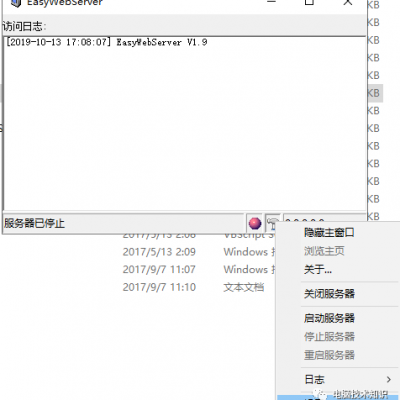 EasyWebServer
访问日志:
[2019-10-13 17:08:07] EasyWebServer V1.9
KB
KB
KB
KB
KB
KB
KB
KB
KB
KB
KB
KB
KB
服务器已停止
2017/5/13 2:08 VBScript S
2017/5/13 2:09 Windows
2017/9/7 11:07 Windows
2017/9/7 11:10 文本文档
隐藏主窗口
浏览主页
关于...
关闭服务器
启动服务器
停止服务器
重启服务器
日志
电脑技术知识